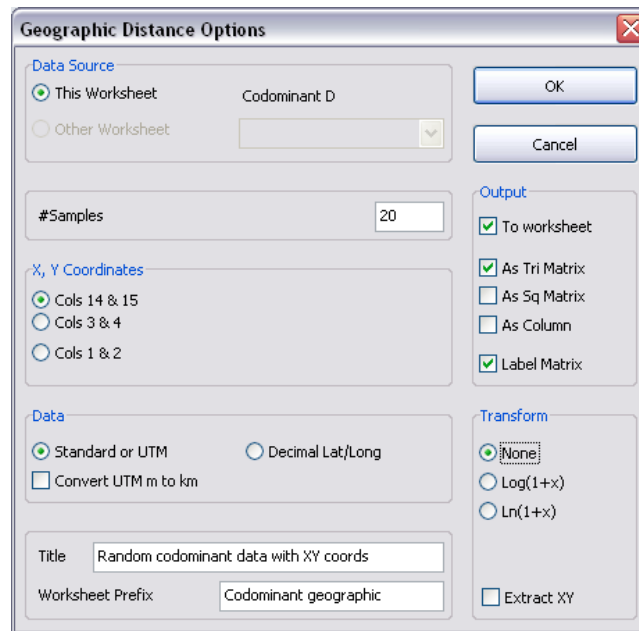 Geographic Distance Options
Data Source
This Worksheet
Codominant D
Other Worksheet
OK
Cancel
#Samples
20
X, Y Coordinates
Cols 14 & 15
Cols 3 & 4
Cols 1 & 2
Output
To worksheet
As Tri Matrix
As Sq Matrix
As Column
Label Matrix
Data
Standard or UTM
Decimal Lat/Long
Convert UTM m to km
Transform
None
Log(1+x)
Ln(1+x)
Extract XY
Title
Random codominant data with XY coords
Worksheet Prefix
Codominant geographic